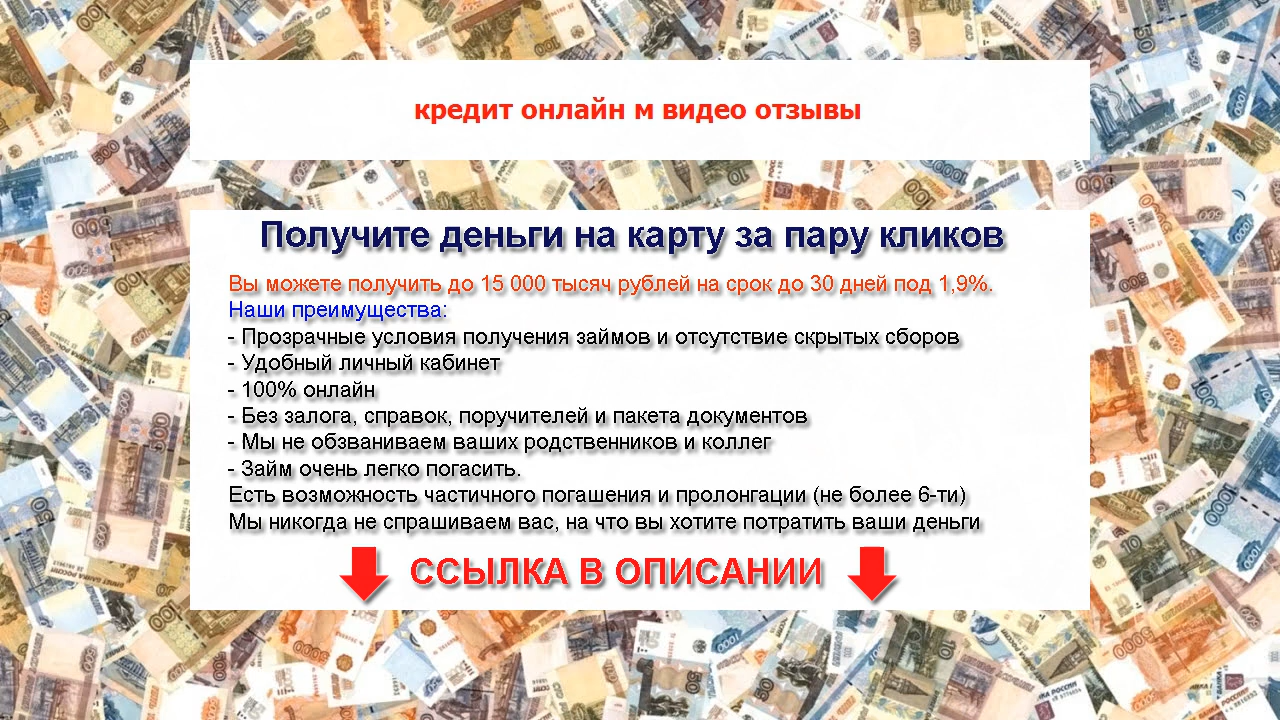 кредит онлайн м видео отзывы
Получите деньги на карту за пару кликов
Вы можете получить до 15 000 тысяч рублей на срок до 30 дней под 1,9%.
Наши преимущества:
- Прозрачные условия получения займов и отсутствие скрытых сборов
- Удобный личный кабинет
- 100% онлайн
- Без залога, справок, поручителей и пакета документов
- Мы не обзваниваем ваших родственников и коллег
- Займ очень легко погасить.
Есть возможность частичного погашения и пролонгации (не более 6-ти)
Мы никогда не спрашиваем вас, на что вы хотите потратить ваши деньги
ССЫЛКА В ОПИСАНИИ